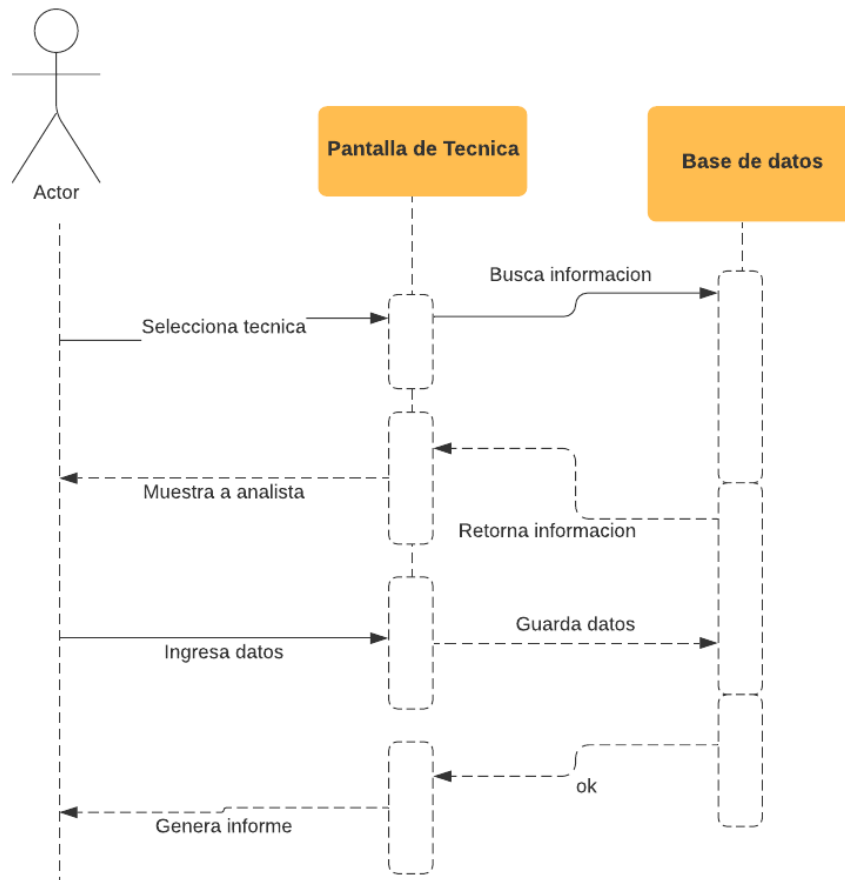 Pantalla de Tecnica
Base de datos
Actor
Busca informacion
Selecciona tecnica
Muestra a analista
Retorna informacion
Guarda datos
Ingresa datos
ok
Genera informe